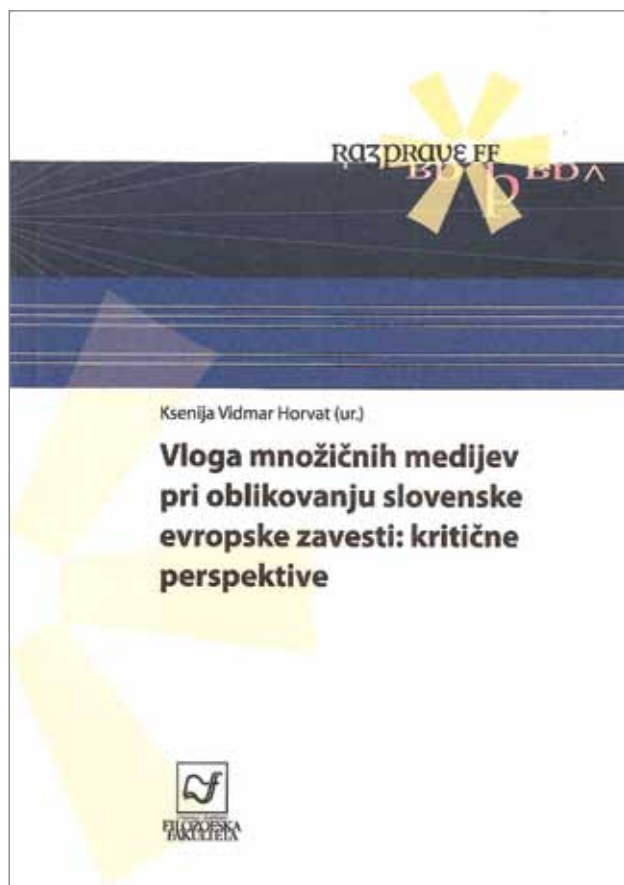 RAZPRAVE FF
Ksenija Vidmar Horvat (ur.)
Vloga množičnih medijev
pri oblikovanju slovenske
evropske zavesti: kritične
perspektive
FILOZOFSKA
FAKULTETA